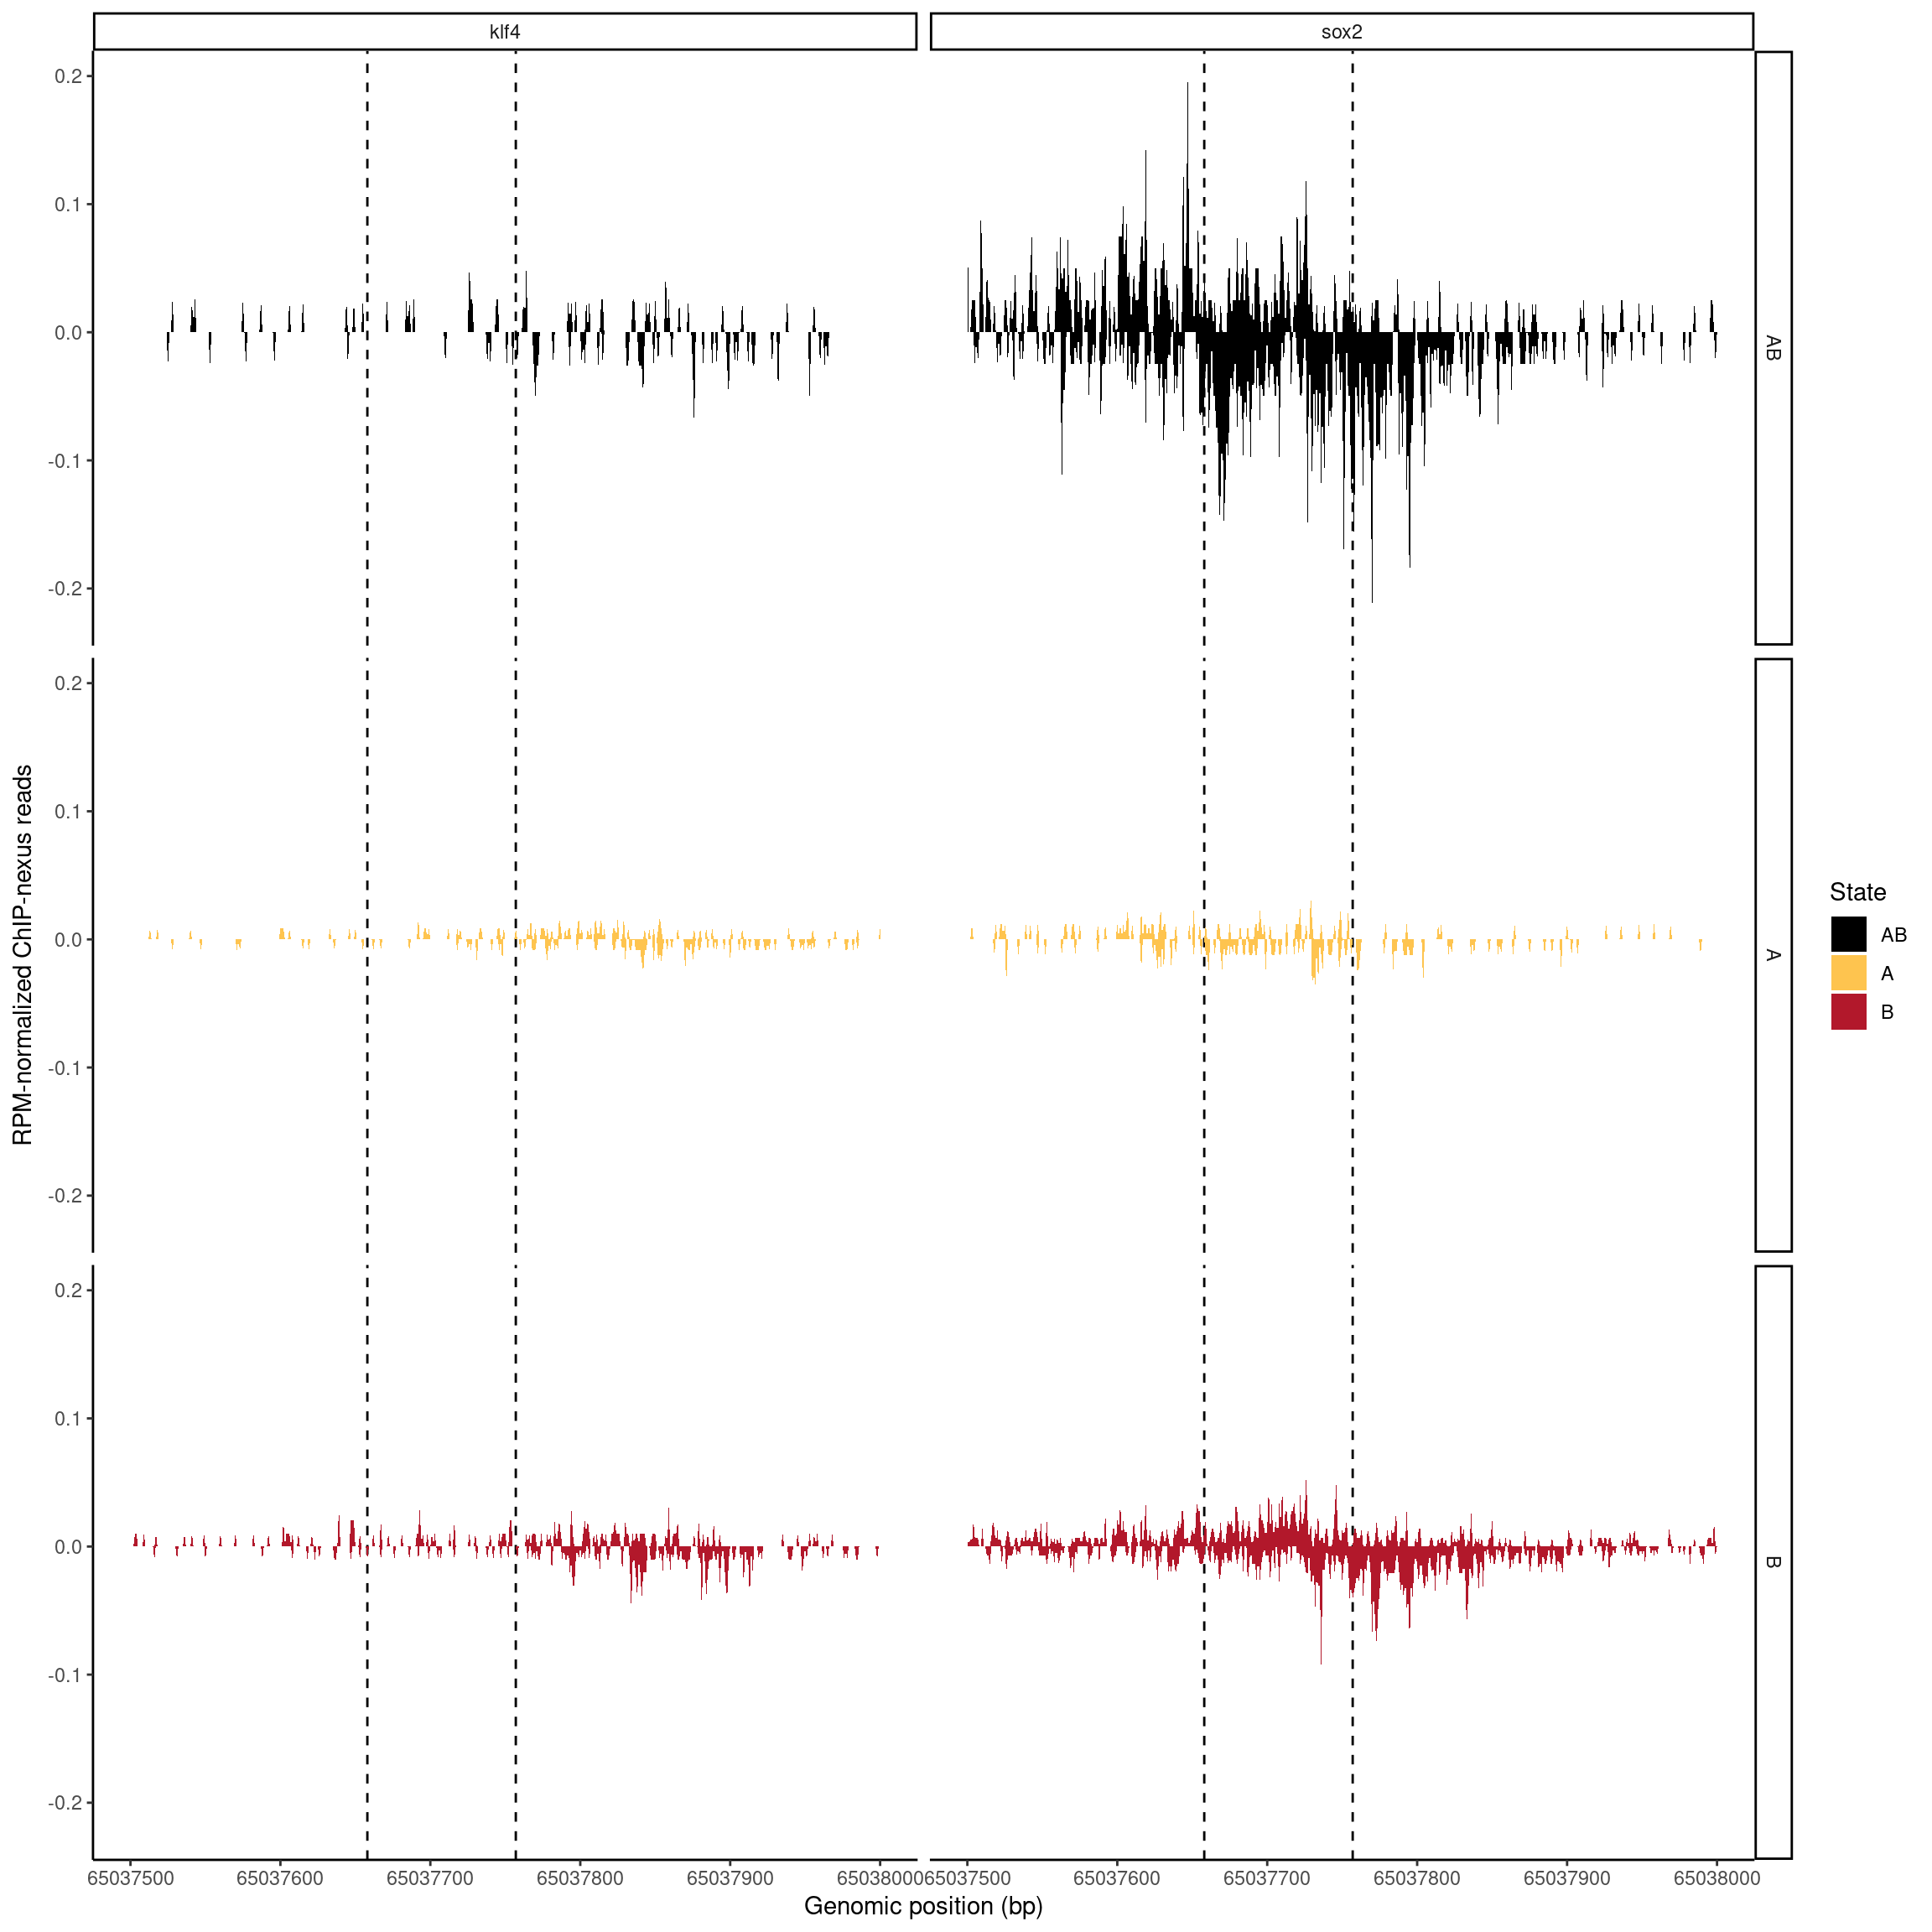 klf4
sox2
0.2
0.1
0.0
-0.1
-0.2
AB
0.2
0.1
0.0
-0.1
-0.2
A
0.2
0.1
0.0
-0.1
-0.2
B
RPM-normalized ChIP-nexus reads
65037500 65037600 65037700 65037800 65037900 65038000
65037500 65037600 65037700 65037800 65037900 65038000
Genomic position (bp)
State
AB
A
B